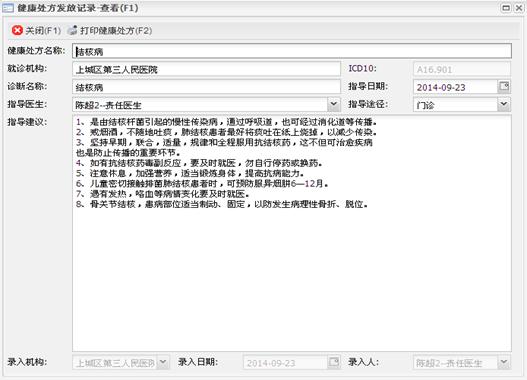 健康处方发放记录-查看(F1)
关闭(F1) 打印健康处方(F2)
健康处方名称: 结核病
就诊机构: 上城区第三人民医院 ICD10: A16.901
诊断名称: 结核病 指导日期: 2014-09-23
指导医生: 陈超2--责任医生 指导途径: 门诊
指导建议: 1、是由结核杆菌引起的慢性传染病，通过呼吸道，也可经过消化道等传播。
2、戒烟酒，不随地吐痰，肺结核患者最好将痰吐在纸上烧掉，以减少传染。
3、坚持早期，联合，适量，规律和全程服用抗结核药，这不但可治愈疾病
也是防止传播的重要环节。
4、如有抗结核药毒副反应，要及时就医，勿自行停药或换药。
5、注意休息，加强营养，适当锻炼身体，提高抗病能力。
6、儿童密切接触排菌肺结核患者时，可预防服异烟肼6—12月。
7、遇有发热，咯血等病情变化要及时就医。
8、骨关节结核，患病部位适当制动、固定，以防发生病理性骨折、脱位。
录入机构: 上城区第三人民医 录入日期: 2014-09-23 录入人: 陈超2--责任医生